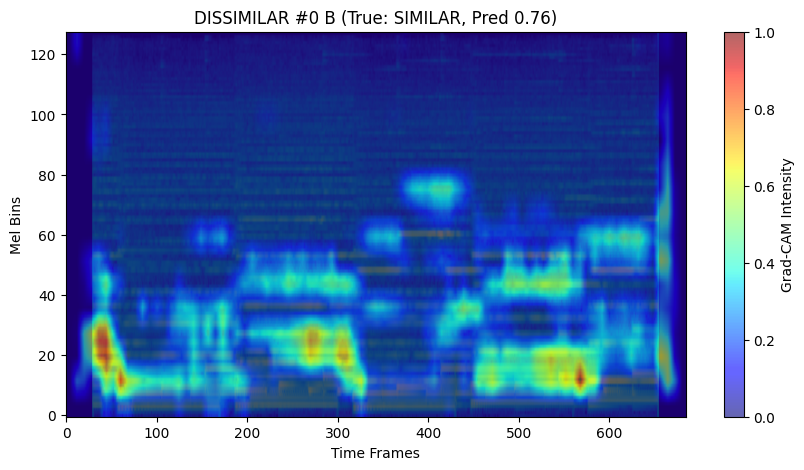 DISSIMILAR #0 B (True: SIMILAR, Pred 0.76)
Mel Bins
120
100
80
60
40
20
0
0 100 200 300 400 500 600
Time Frames
1.0
0.8
0.6
0.4
0.2
0.0
Grad-CAM Intensity